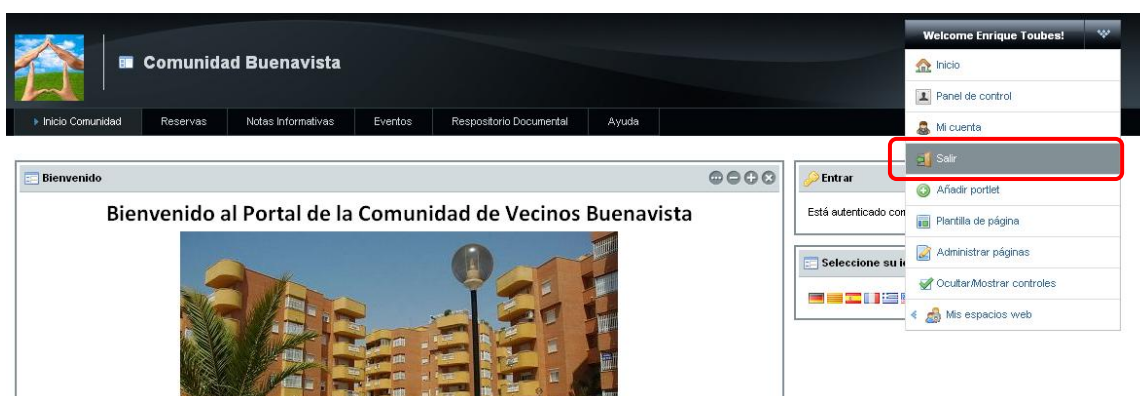 Welcome Enrique Toubes!
Comunidad Buenavista
Inicio
Panel de control
Mi cuenta
Salir
Añadir portlet
Plantilla de página
Administrar páginas
Ocultar/Mostrar controles
Mis espacios web
Inicio Comunidad Reservas Notas Informativas Eventos Respositorio Documental Ayuda
Bienvenido
Bienvenido al Portal de la Comunidad de Vecinos Buenavista
Entrar
Está autenticado
Seleccione su